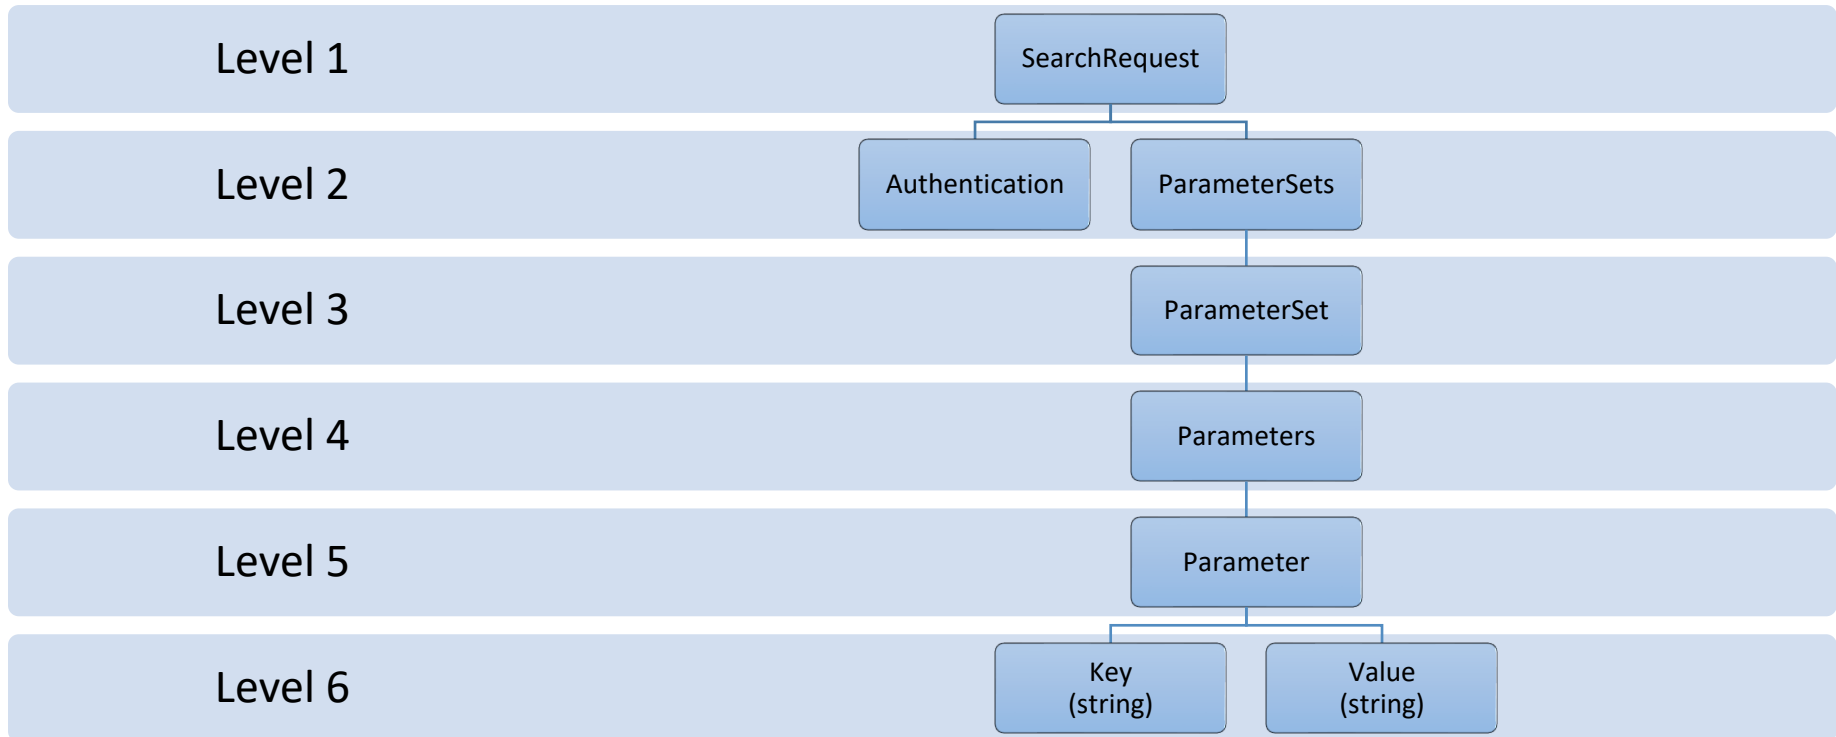 Level 1
SearchRequest
Level 2
Authentication
ParameterSets
Level 3
ParameterSet
Level 4
Parameters
Level 5
Parameter
Level 6
Key
(string)
Value
(string)